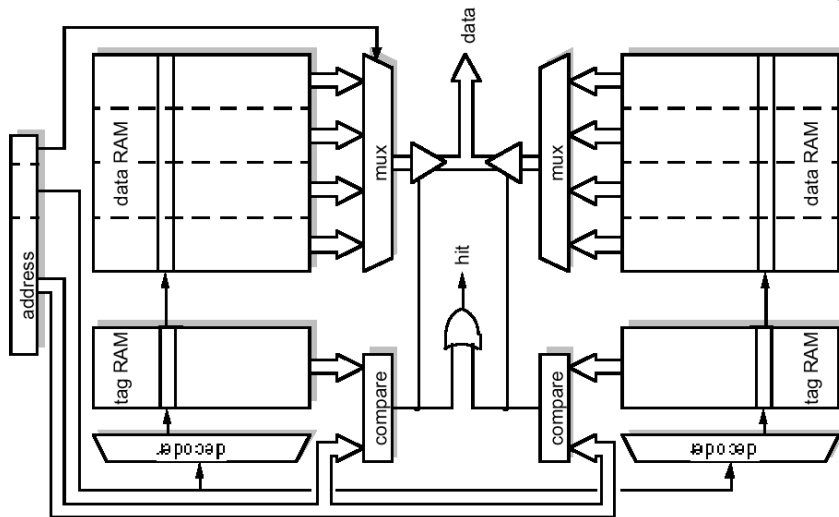 address
data RAM
mux
data
mux
data RAM
hit
tag RAM
compare
compare
tag RAM
decoder
decoder